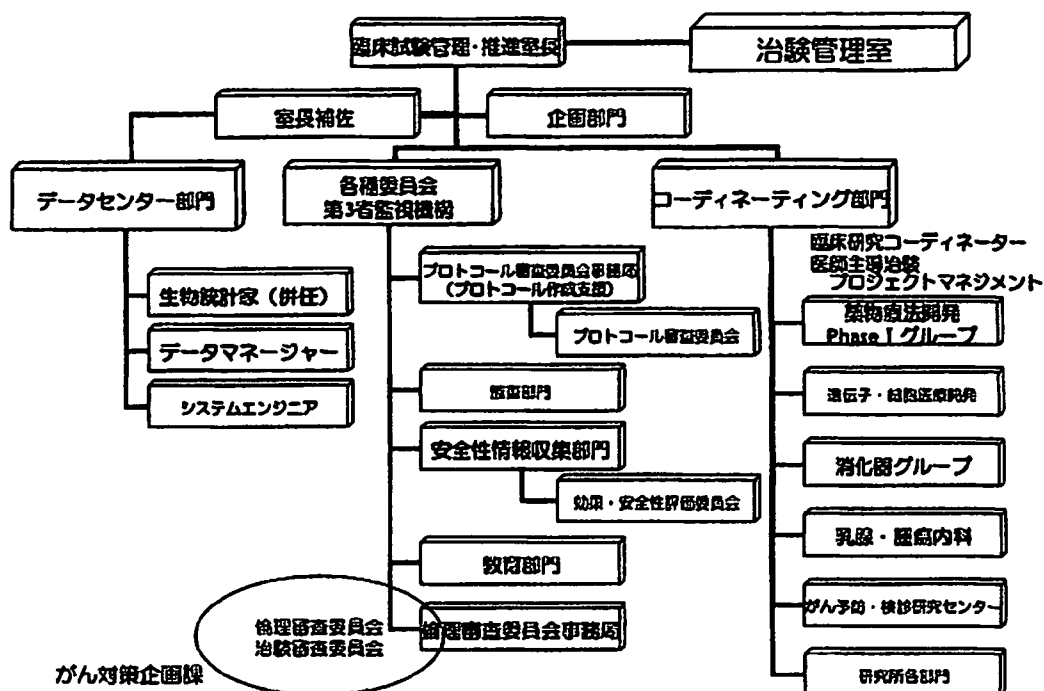 臨床試験管理・推進室長
治験管理室
室長補佐
企画部門
データセンター部門
各種委員会
第3省監視機構
コーディネーティング部門
臨床研究コーディネーター
医師主導治験
プロジェクトマネジメント
生物統計家（併任）
データマネージャー
システムエンジニア
プロトコール審査委員会事務局
（プロトコール作成支援）
プロトコール審査委員会
監査部門
安全性情報収集部門
効果・安全性評価委員会
教育部門
倫理審査委員会事務局
倫理審査委員会
治験審査委員会
がん対策企画課
薬物療法開発
Phase Iグループ
遺伝子・細胞医療開発
消化器グループ
乳腺・腫瘍内科
がん予防・検診研究センター
研究所各部門